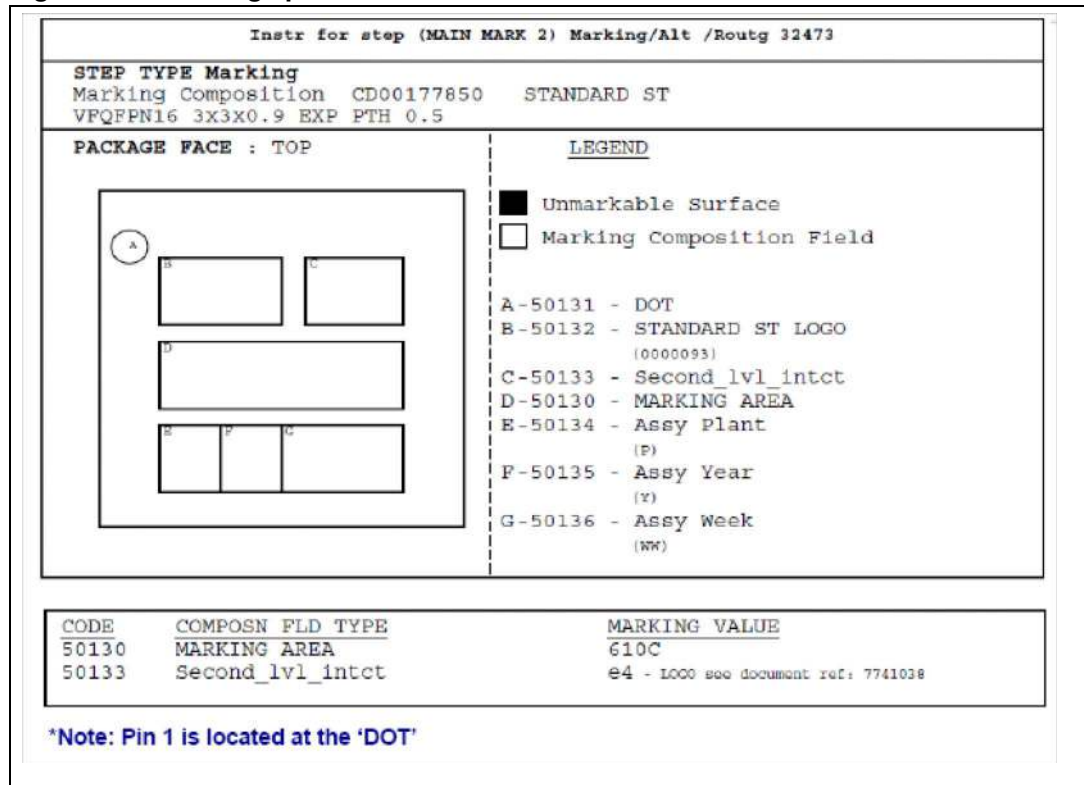 Instr for step (MAIN MARK 2) Marking/Alt /Routg 32473
STEP TYPE Marking
Marking Composition CD00177850 STANDARD ST
VFQFPN16 3X3X0.9 EXP PTH 0.5
PACKAGE FACE : TOP
LEGEND
Unmarkable Surface
Marking Composition Field
A
B
C
D
E
F
G
A-50131 - DOT
B-50132 - STANDARD ST LOGO
(0000093)
C-50133 - Second_lvl_intct
D-50130 - MARKING AREA
E-50134 - Assy Plant
(P)
F-50135 - Assy Year
(Y)
G-50136 - Assy Week
(WW)
CODE COMPOSN FLD TYPE MARKING VALUE
50130 MARKING AREA 610C
50133 Second_lvl_intct e4 - LOGO see document ref: 7741038
*Note: Pin 1 is located at the ‘DOT’